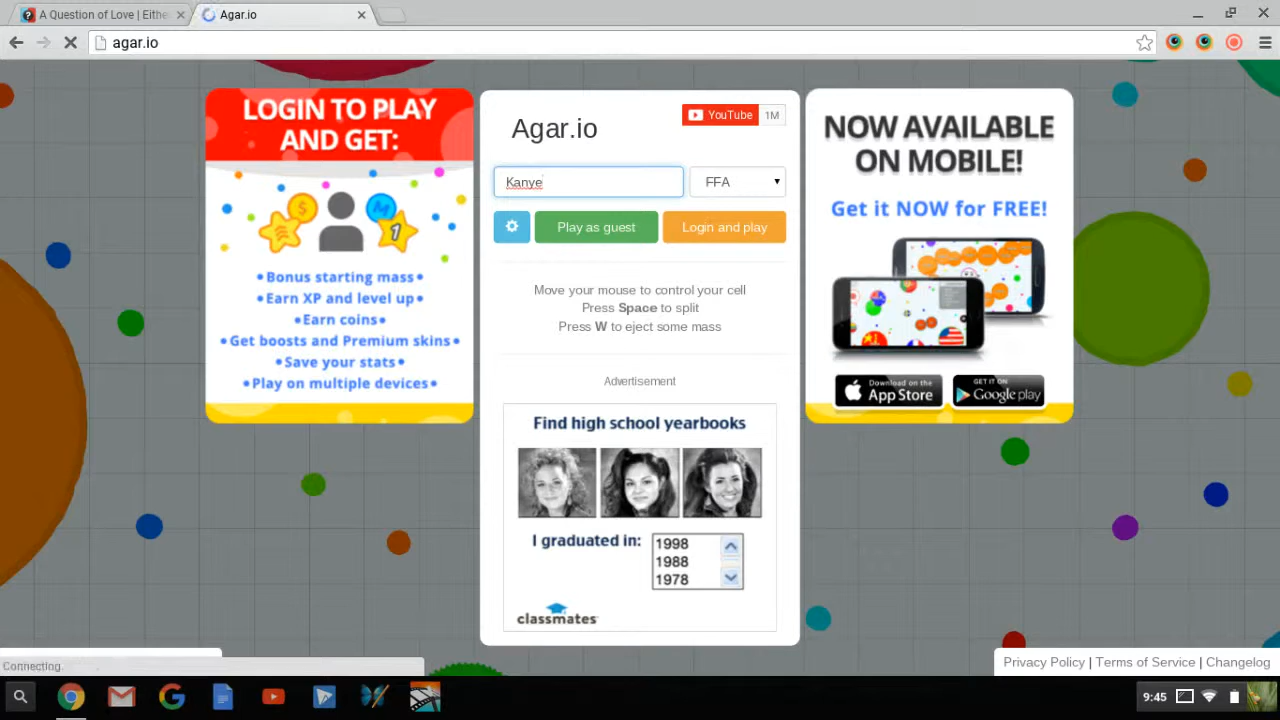 A Question of Love | Eithe
Agar.io
agar.io
LOGIN TO PLAY
AND GET:
1
•Bonus starting mass•
•Earn XP and level up•
•Earn coins•
•Get boosts and Premium skins•
•Save your stats•
•Play on multiple devices•
Agar.io
YouTube 1M
Kanye
FFA
Play as guest
Login and play
Move your mouse to control your cell
Press Space to split
Press W to eject some mass
Advertisement
Find high school yearbooks
I graduated in:
1998
1988
1978
classmates
NOW AVAILABLE
ON MOBILE!
Get it NOW for FREE!
Download on the
App Store
GET IT ON
Google play
Connecting.
Privacy Policy | Terms of Service | Changelog
9:45